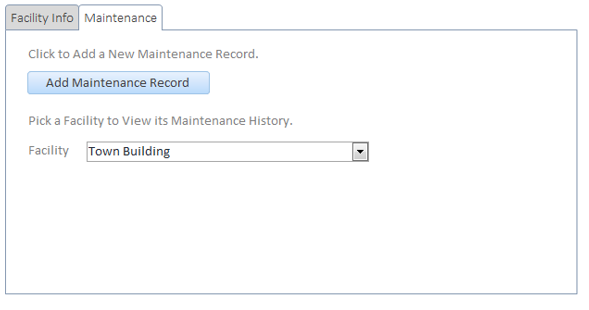 Facility Info Maintenance
Click to Add a New Maintenance Record.
Add Maintenance Record
Pick a Facility to View its Maintenance History.
Facility Town Building